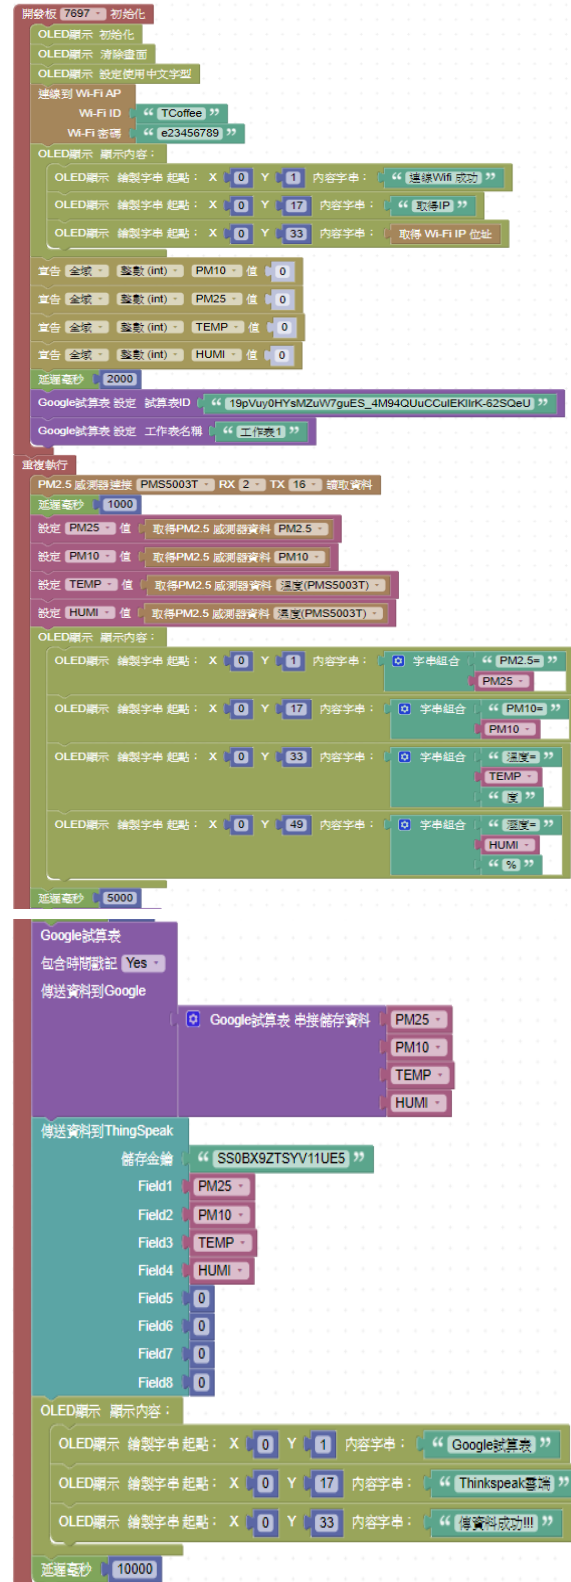 開發板 7697 初始化
OLED顯示 初始化
OLED顯示 清除畫面
OLED顯示 設定使用中文字型
連線到 Wi-Fi AP
Wi-Fi ID “ TCoffee ”
Wi-Fi 密碼 “ e23456789 ”
OLED顯示 顯示內容：
OLED顯示 繪製字串 起點： X 0 Y 1 內容字串： “ 連線Wifi 成功 ”
OLED顯示 繪製字串 起點： X 0 Y 17 內容字串： “ 取得IP ”
OLED顯示 繪製字串 起點： X 0 Y 33 內容字串： 取得 Wi-Fi IP 位址
宣告 全域 整數 (int) PM10 值 0
宣告 全域 整數 (int) PM25 值 0
宣告 全域 整數 (int) TEMP 值 0
宣告 全域 整數 (int) HUMI 值 0
延遲毫秒 2000
Google試算表 設定 試算表ID “ 19pVuy0HYsMZuW7guES_4M94QUuCCulEKIlrK-62SQeU ”
Google試算表 設定 工作表名稱 “ 工作表1 ”
重複執行
PM2.5 感測器連接 PMS5003T RX 2 TX 16 讀取資料
延遲毫秒 1000
設定 PM25 值 取得PM2.5 感測器資料 PM2.5
設定 PM10 值 取得PM2.5 感測器資料 PM10
設定 TEMP 值 取得PM2.5 感測器資料 溫度(PMS5003T)
設定 HUMI 值 取得PM2.5 感測器資料 濕度(PMS5003T)
OLED顯示 顯示內容：
OLED顯示 繪製字串 起點： X 0 Y 1 內容字串： 字串組合 “ PM2.5= ”
PM25
OLED顯示 繪製字串 起點： X 0 Y 17 內容字串： 字串組合 “ PM10= ”
PM10
OLED顯示 繪製字串 起點： X 0 Y 33 內容字串： 字串組合 “ 溫度= ”
TEMP
“ 度 ”
OLED顯示 繪製字串 起點： X 0 Y 49 內容字串： 字串組合 “ 溼度= ”
HUMI
“ % ”
延遲毫秒 5000
Google試算表
包含時間戳記 Yes
傳送資料到Google
Google試算表 串接儲存資料 PM25
PM10
TEMP
HUMI
傳送資料到ThingSpeak
儲存金鑰 “ SS0BX9ZTSYV11UE5 ”
Field1 PM25
Field2 PM10
Field3 TEMP
Field4 HUMI
Field5 0
Field6 0
Field7 0
Field8 0
OLED顯示 顯示內容：
OLED顯示 繪製字串 起點： X 0 Y 1 內容字串： “ Google試算表 ”
OLED顯示 繪製字串 起點： X 0 Y 17 內容字串： “ Thinkspeak雲端 ”
OLED顯示 繪製字串 起點： X 0 Y 33 內容字串： “ 傳資料成功!!! ”
延遲毫秒 10000